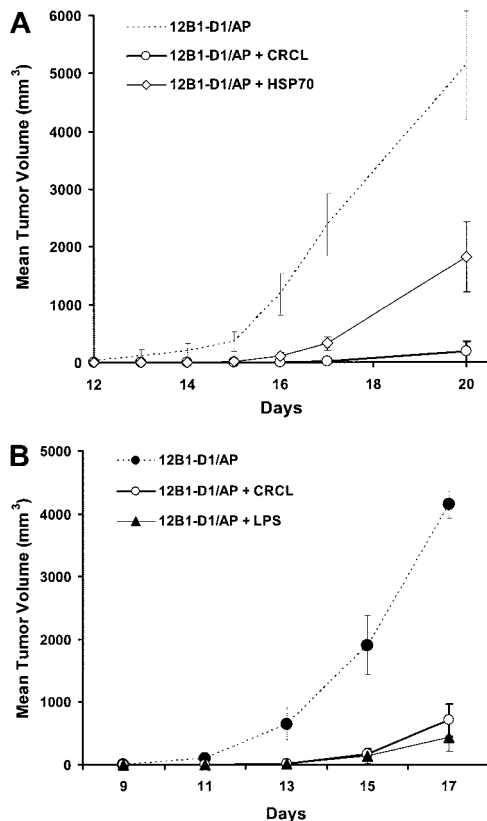 A
12B1-D1/AP
12B1-D1/AP + CRCL
12B1-D1/AP + HSP70
Mean Tumor Volume (mm³)
6000
5000
4000
3000
2000
1000
0
12 14 16 18 20
Days
B
12B1-D1/AP
12B1-D1/AP + CRCL
12B1-D1/AP + LPS
Mean Tumor Volume (mm³)
5000
4000
3000
2000
1000
0
9 11 13 15 17
Days